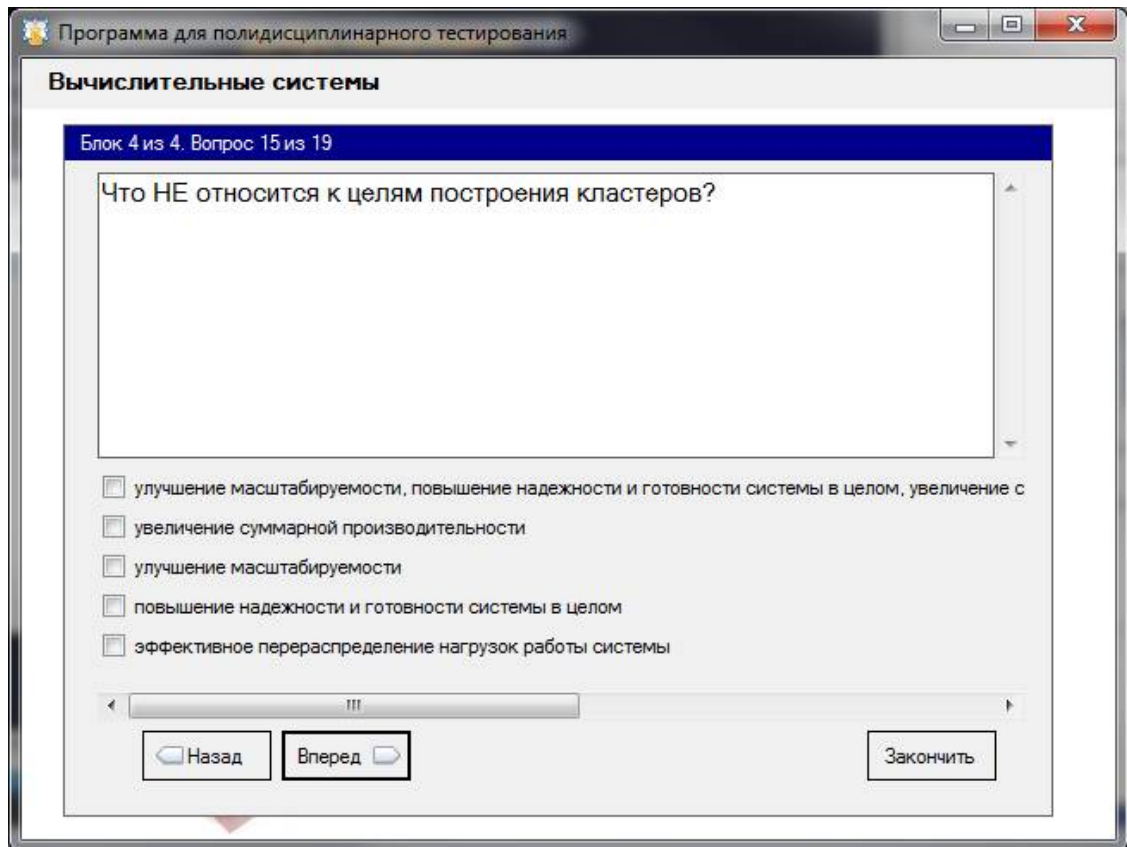 Программа для полидисциплинарного тестирования
Вычислительные системы
Блок 4 из 4. Вопрос 15 из 19
Что НЕ относится к целям построения кластеров?
улучшение масштабируемости, повышение надежности и готовности системы в целом, увеличение с
увеличение суммарной производительности
улучшение масштабируемости
повышение надежности и готовности системы в целом
эффективное перераспределение нагрузок работы системы
Назад Вперед Закончить